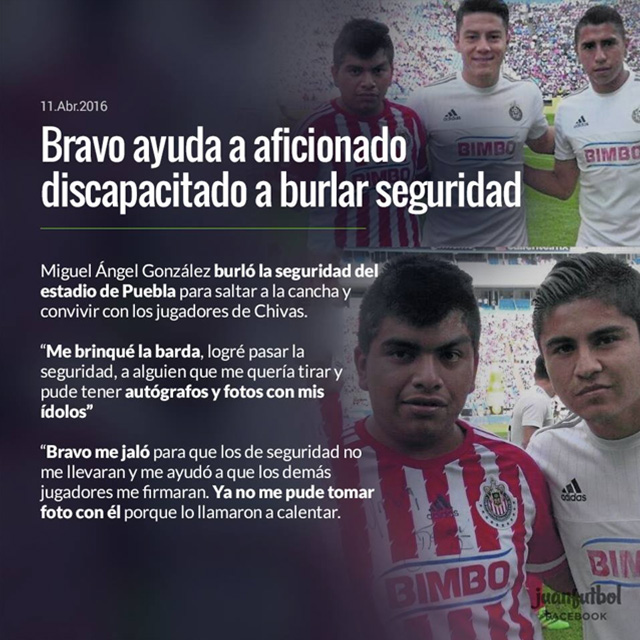 11.Abr.2016
Bravo ayuda a aficionado
discapacitado a burlar seguridad
Miguel Ángel González burló la seguridad del
estadio de Puebla para saltar a la cancha y
convivir con los jugadores de Chivas.
“Me brinqué la barda, logré pasar la
seguridad, a alguien que me quería tirar y
pude tener autógrafos y fotos con mis
ídolos”
“Bravo me jaló para que los de seguridad no
me llevaran y me ayudó a que los demás
jugadores me firmaran. Ya no me pude tomar
foto con él porque lo llamaron a calentar.
adidas
BIMBO
BIMBO
BIMBO
adidas
BIMBO
BIM
juanfutbol
FACEBOOK